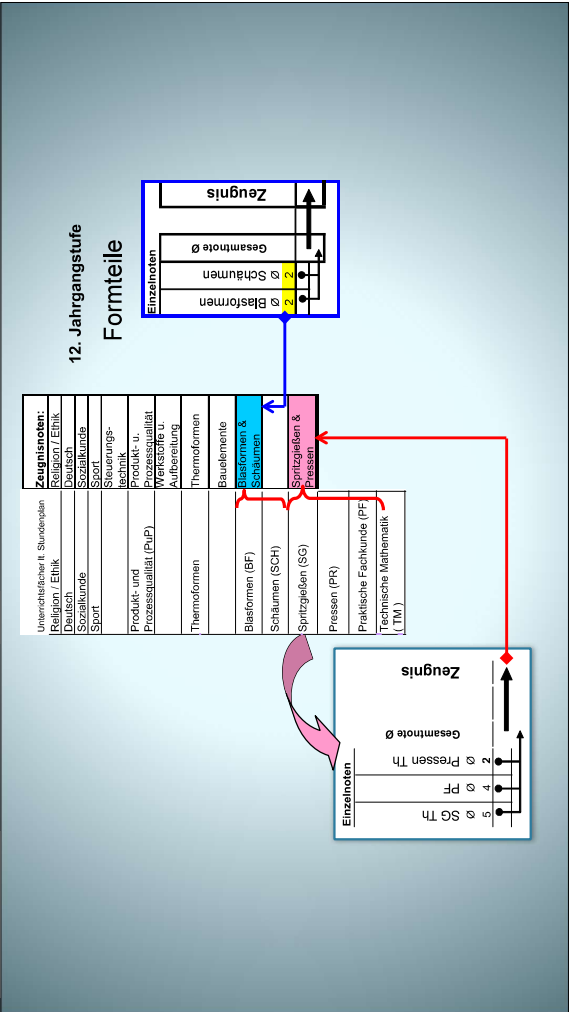 12. Jahrgangstufe
Formteile
Unterrichtsfächer lt. Stundenplan
Zeugnisnoten:
Religion / Ethik
Religion / Ethik
Deutsch
Deutsch
Sozialkunde
Sozialkunde
Sport
Sport
Steuerungs-
technik
Produkt- und
Prozessqualität (PuP)
Produkt- u.
Prozessqualität
Werkstoffe u.
Aufbereitung
Thermoformen
Thermoformen
Bauelemente
Blasformen (BF)
Blasformen &
Schäumen
Schäumen (SCH)
Spritzgießen (SG)
Spritzgießen &
Pressen
Pressen (PR)
Praktische Fachkunde (PF)
Technische Mathematik
( TM )
Einzelnoten
Ø Blasformen
2
Ø Schäumen
2
Gesamtnote Ø
Zeugnis
Einzelnoten
SG Th Ø 5
PF Ø 4
Pressen Th Ø 2
Gesamtnote Ø
Zeugnis